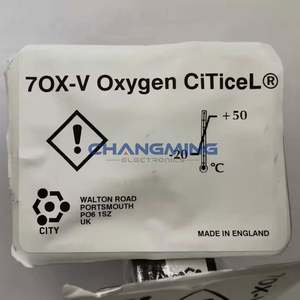 7OX-V Oxygen CiTiceL®
+50
CHANGMING
ELECTRONICS
-20
°C
CITY
WALTON ROAD
PORTSMOUTH
PO6 1SZ
UK
MADE IN ENGLAND